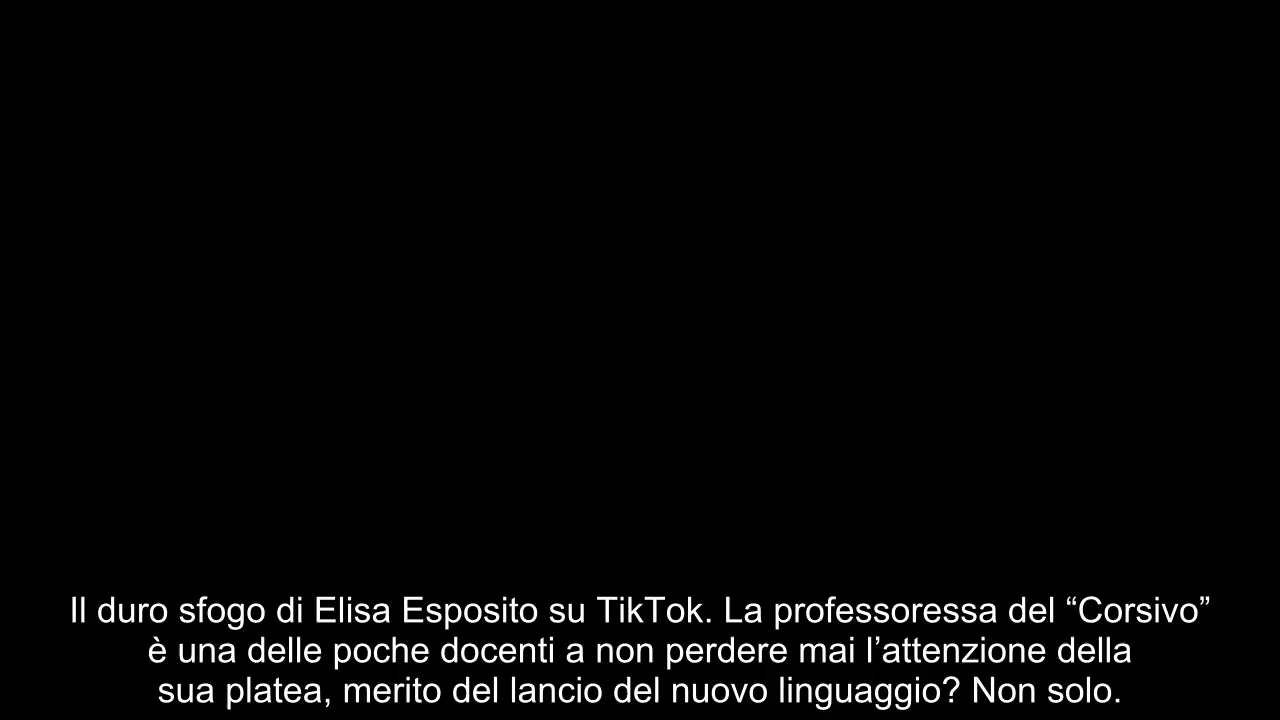 Il duro sfogo di Elisa Esposito su TikTok. La professoressa del “Corsivo”
è una delle poche docenti a non perdere mai l’attenzione della
sua platea, merito del lancio del nuovo linguaggio? Non solo.